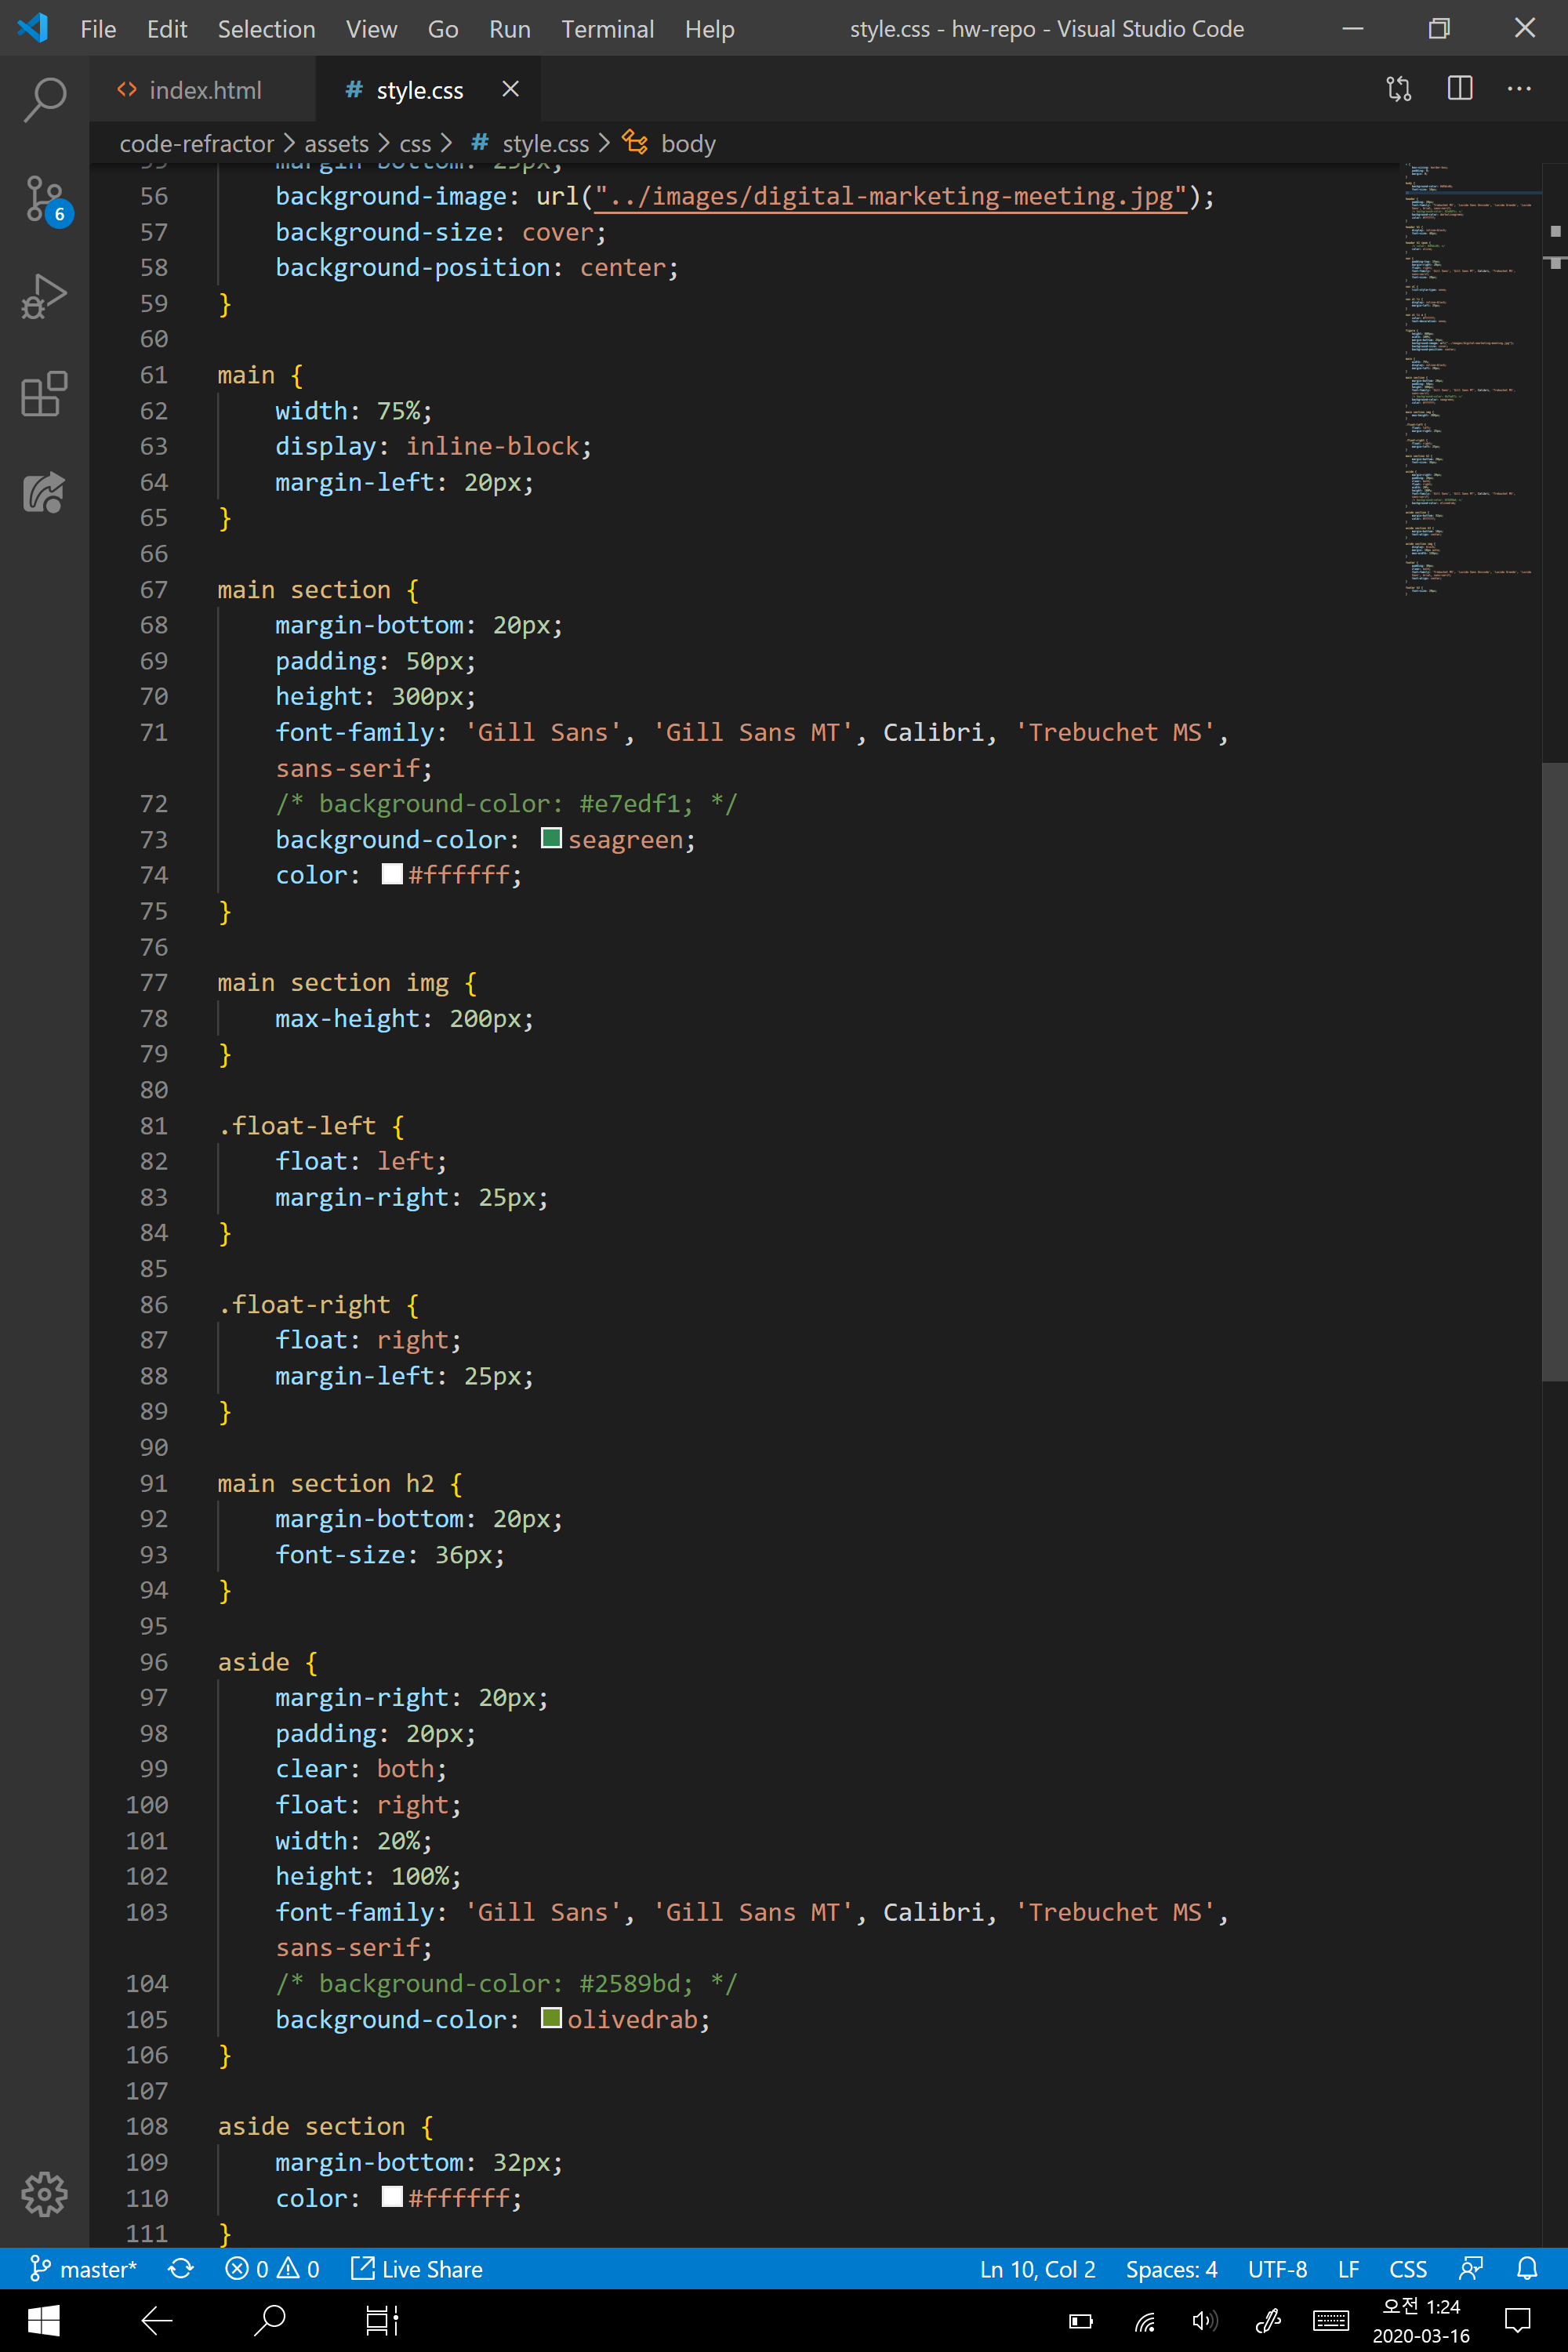 File Edit Selection View Go Run Terminal Help style.css - hw-repo - Visual Studio Code
index.html # style.css
code-refractor > assets > css > # style.css > body
55 margin-bottom: 25px;
56 background-image: url("../images/digital-marketing-meeting.jpg");
57 background-size: cover;
58 background-position: center;
59 }
60
61 main {
62 width: 75%;
63 display: inline-block;
64 margin-left: 20px;
65 }
66
67 main section {
68 margin-bottom: 20px;
69 padding: 50px;
70 height: 300px;
71 font-family: 'Gill Sans', 'Gill Sans MT', Calibri, 'Trebuchet MS',
sans-serif;
72 /* background-color: #e7edf1; */
73 background-color: seagreen;
74 color: #ffffff;
75 }
76
77 main section img {
78 max-height: 200px;
79 }
80
81 .float-left {
82 float: left;
83 margin-right: 25px;
84 }
85
86 .float-right {
87 float: right;
88 margin-left: 25px;
89 }
90
91 main section h2 {
92 margin-bottom: 20px;
93 font-size: 36px;
94 }
95
96 aside {
97 margin-right: 20px;
98 padding: 20px;
99 clear: both;
100 float: right;
101 width: 20%;
102 height: 100%;
103 font-family: 'Gill Sans', 'Gill Sans MT', Calibri, 'Trebuchet MS',
sans-serif;
104 /* background-color: #2589bd; */
105 background-color: olivedrab;
106 }
107
108 aside section {
109 margin-bottom: 32px;
110 color: #ffffff;
111 }
6
master* 0 0 Live Share Ln 10, Col 2 Spaces: 4 UTF-8 LF CSS
오전 1:24
2020-03-16